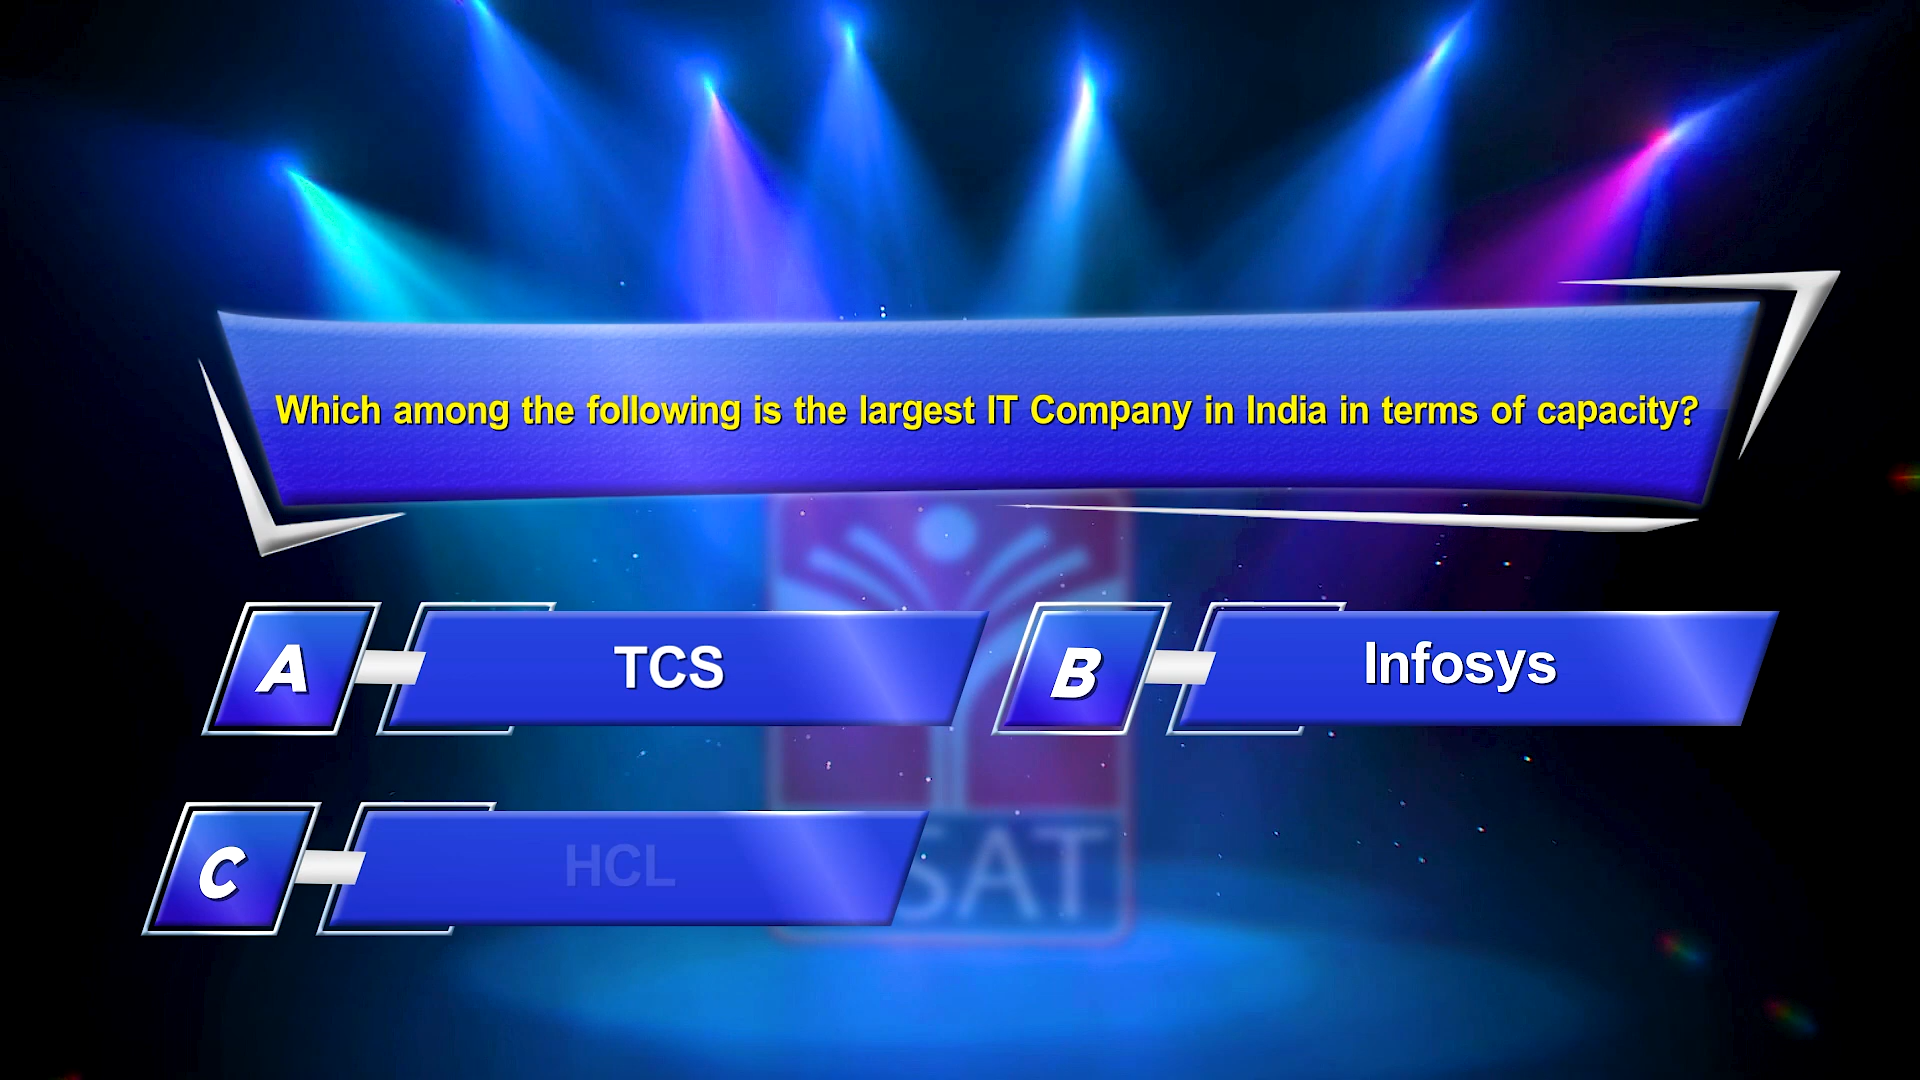 Which among the following is the largest IT Company in India in terms of capacity?
A
TCS
B
Infosys
C
HCL
SAT